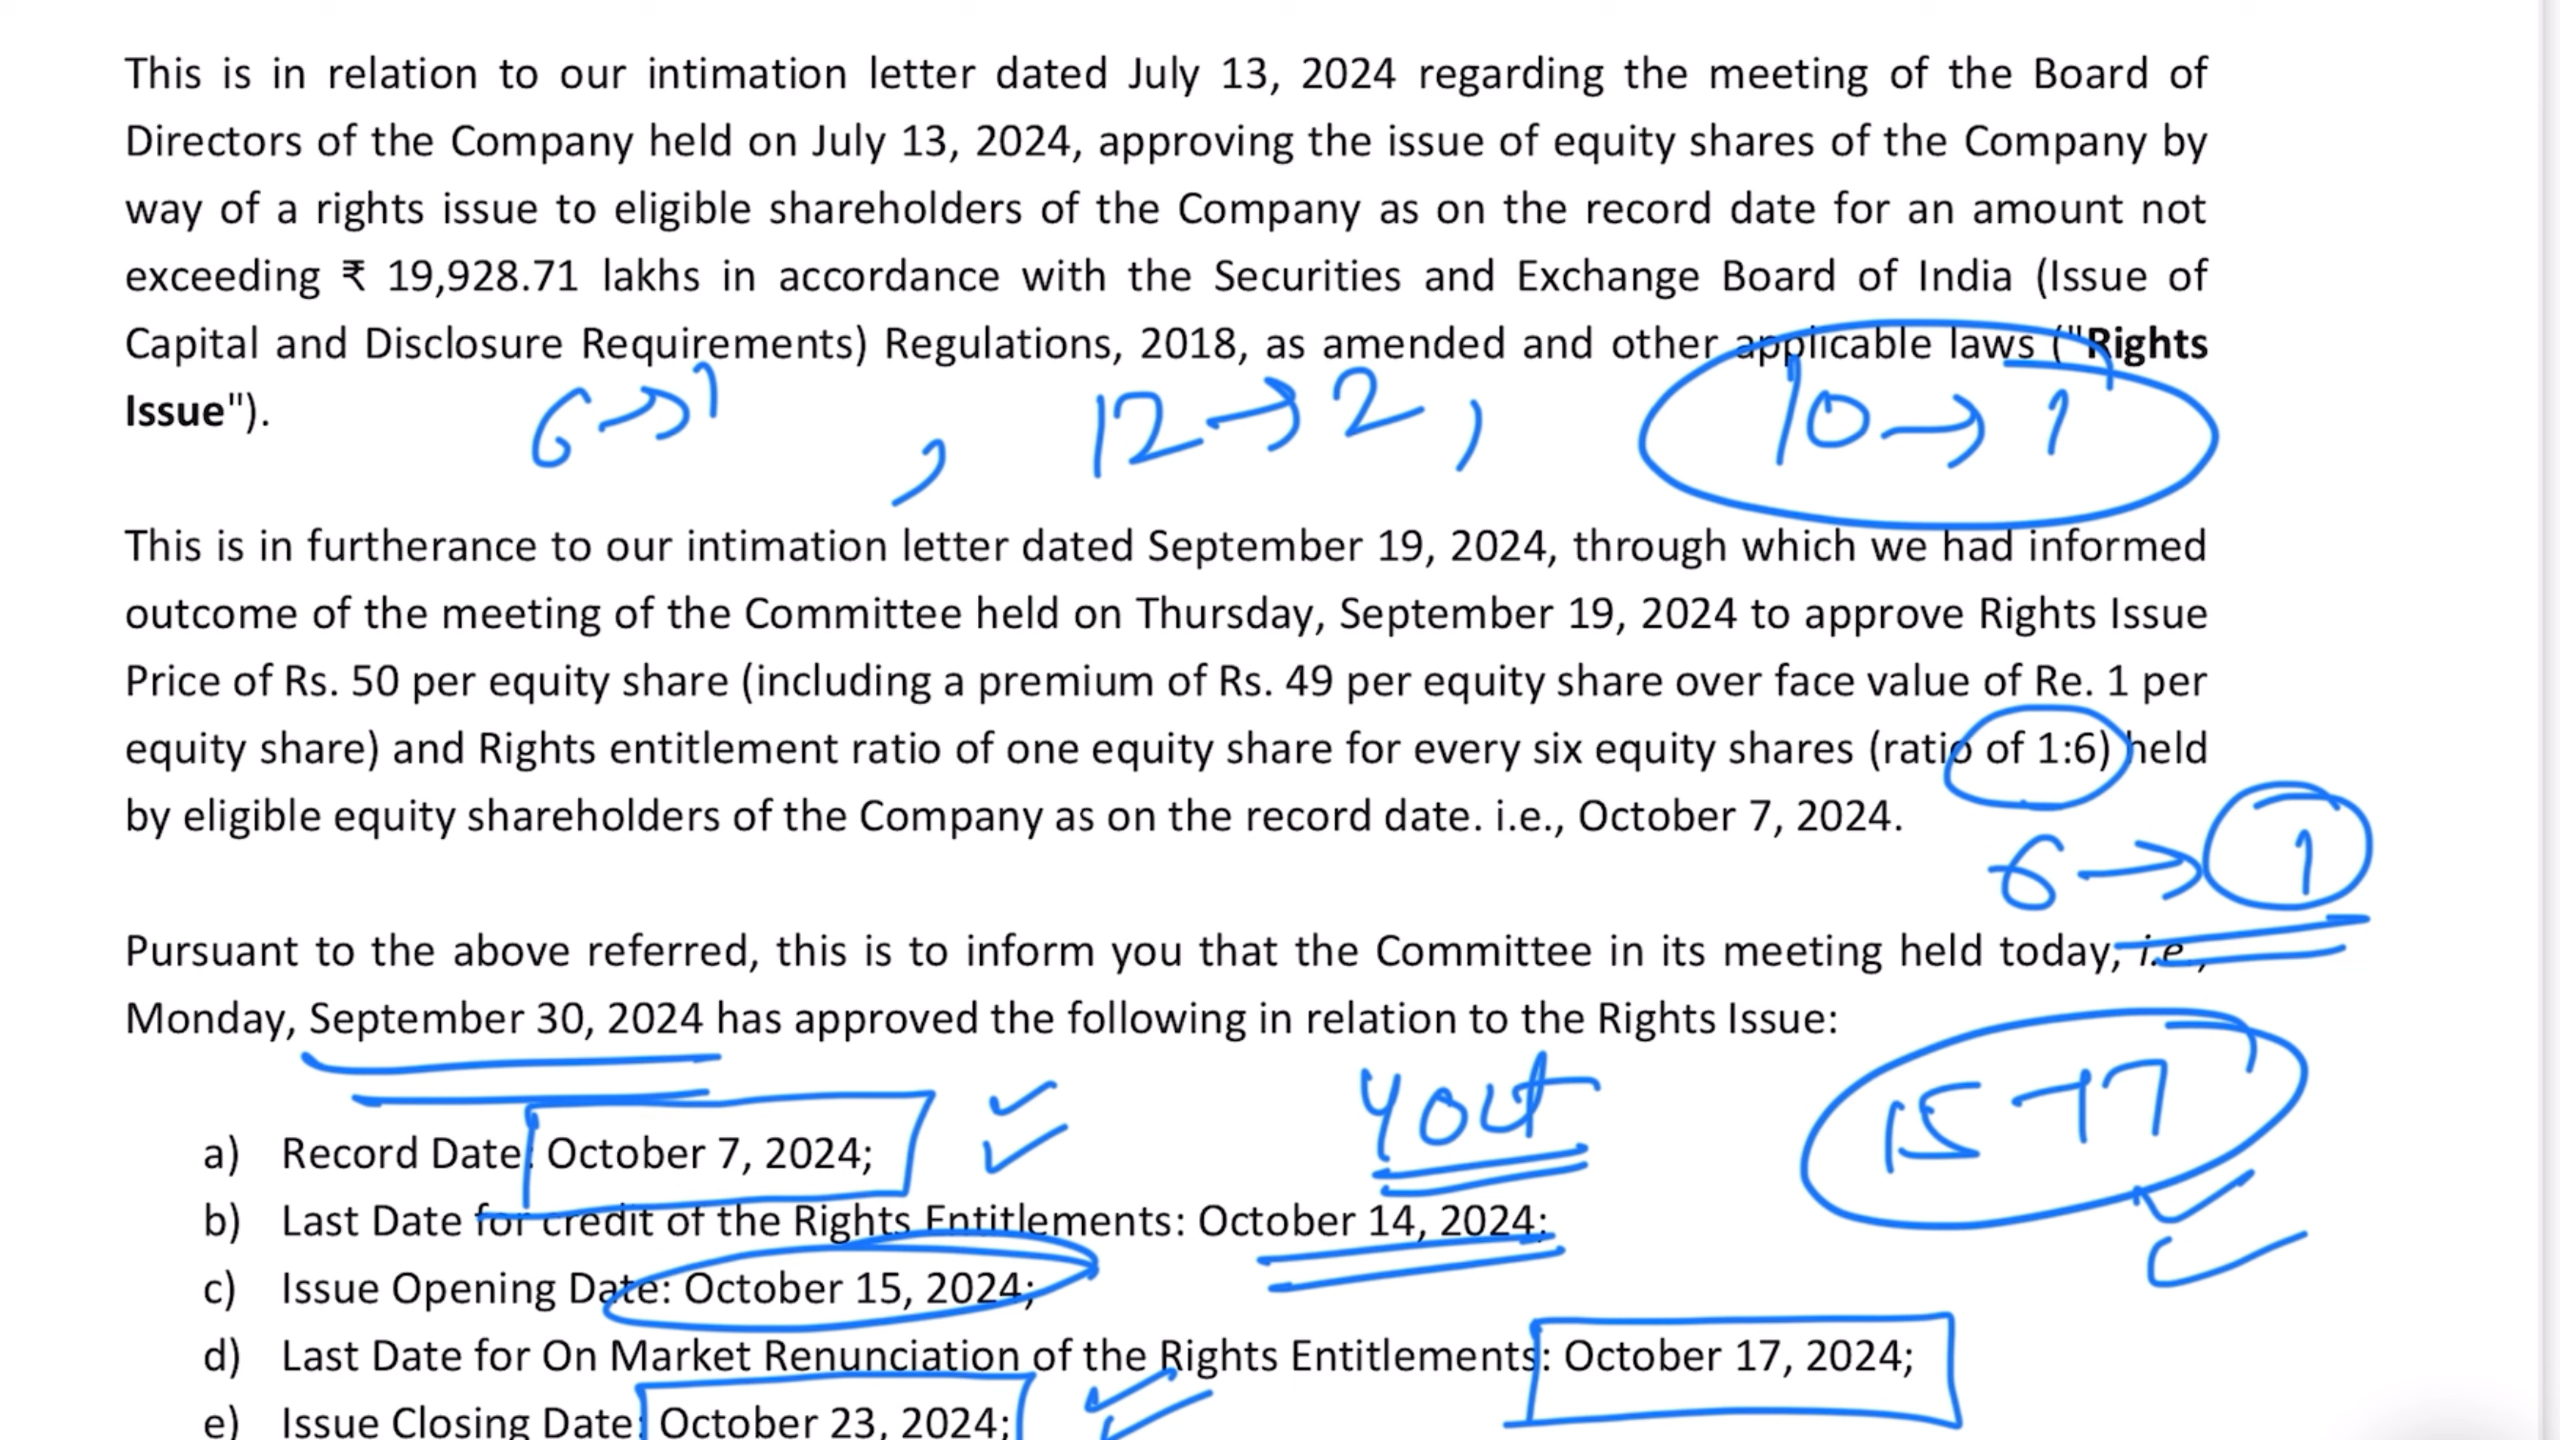 This is in relation to our intimation letter dated July 13, 2024 regarding the meeting of the Board of
Directors of the Company held on July 13, 2024, approving the issue of equity shares of the Company by
way of a rights issue to eligible shareholders of the Company as on the record date for an amount not
exceeding ₹ 19,928.71 lakhs in accordance with the Securities and Exchange Board of India (Issue of
Capital and Disclosure Requirements) Regulations, 2018, as amended and other applicable laws ("Rights
Issue").
6→1 , 12→2, 10→1
This is in furtherance to our intimation letter dated September 19, 2024, through which we had informed
outcome of the meeting of the Committee held on Thursday, September 19, 2024 to approve Rights Issue
Price of Rs. 50 per equity share (including a premium of Rs. 49 per equity share over face value of Re. 1 per
equity share) and Rights entitlement ratio of one equity share for every six equity shares (ratio of 1:6) held
by eligible equity shareholders of the Company as on the record date. i.e., October 7, 2024.
6→1
Pursuant to the above referred, this is to inform you that the Committee in its meeting held today, i.e.,
Monday, September 30, 2024 has approved the following in relation to the Rights Issue:
4 oct 15-17
a) Record Date: October 7, 2024;
b) Last Date for credit of the Rights Entitlements: October 14, 2024;
c) Issue Opening Date: October 15, 2024;
d) Last Date for On Market Renunciation of the Rights Entitlements: October 17, 2024;
e) Issue Closing Date: October 23, 2024;